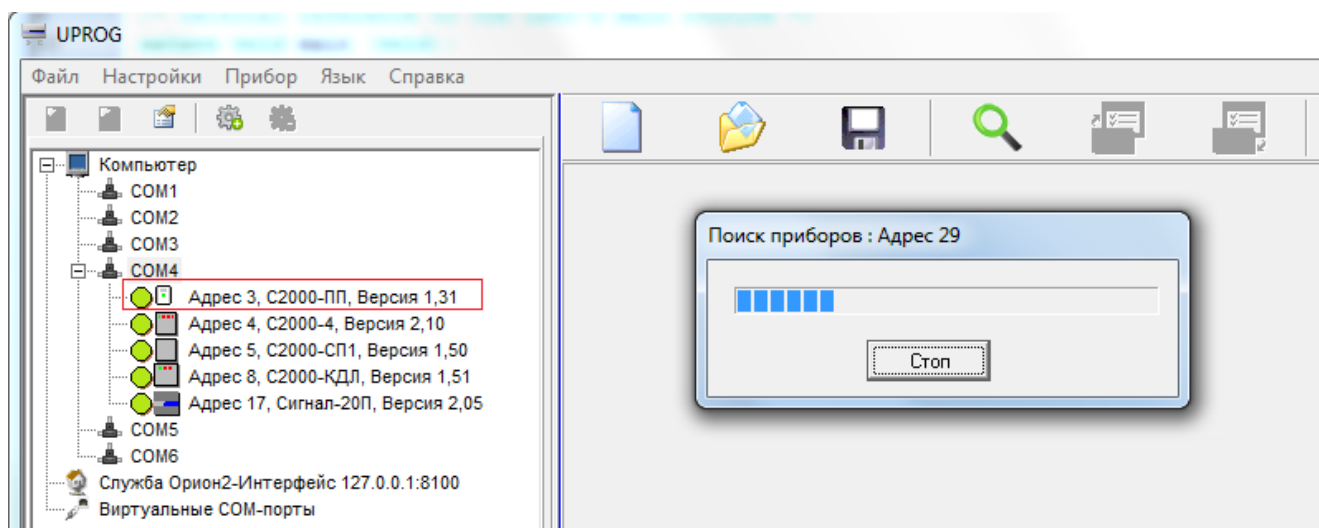 UPROG
Файл Настройки Прибор Язык Справка
Компьютер
COM1
COM2
COM3
COM4
Адрес 3, С2000-ПП, Версия 1,31
Адрес 4, С2000-4, Версия 2,10
Адрес 5, С2000-СП1, Версия 1,50
Адрес 8, С2000-КДЛ, Версия 1,51
Адрес 17, Сигнал-20П, Версия 2,05
COM5
COM6
Служба Орион2-Интерфейс 127.0.0.1:8100
Виртуальные COM-порты
Поиск приборов : Адрес 29
Стоп